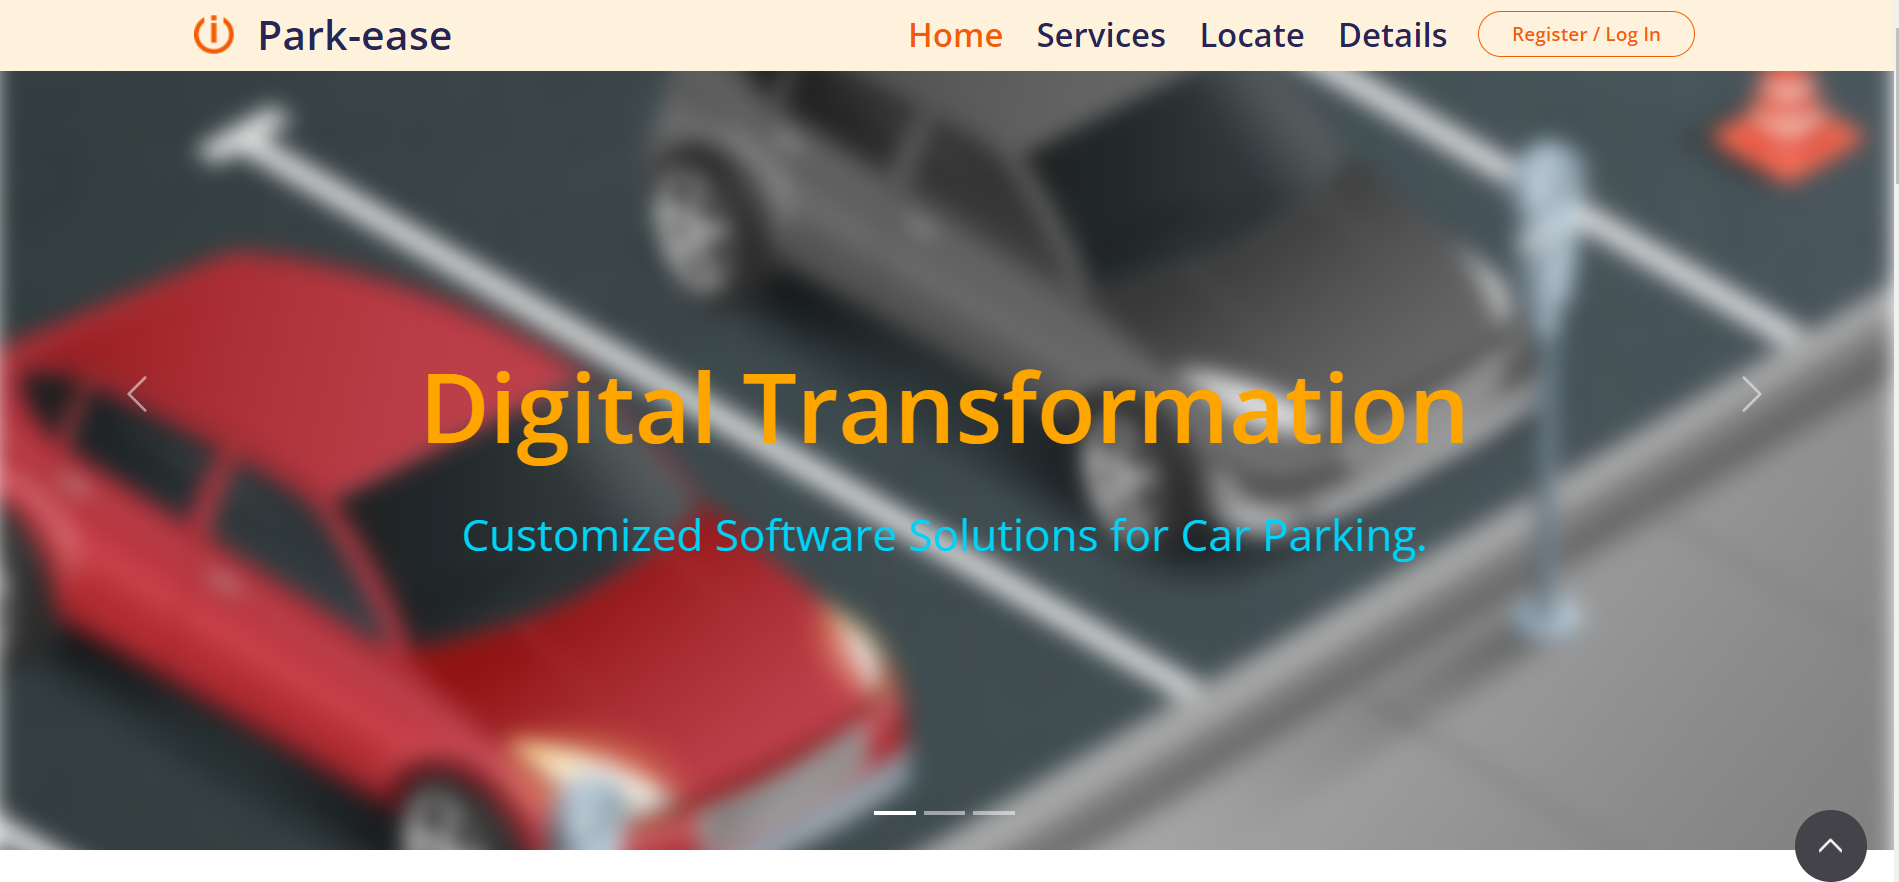 Park-ease
Home Services Locate Details Register / Log In
Digital Transformation
Customized Software Solutions for Car Parking.